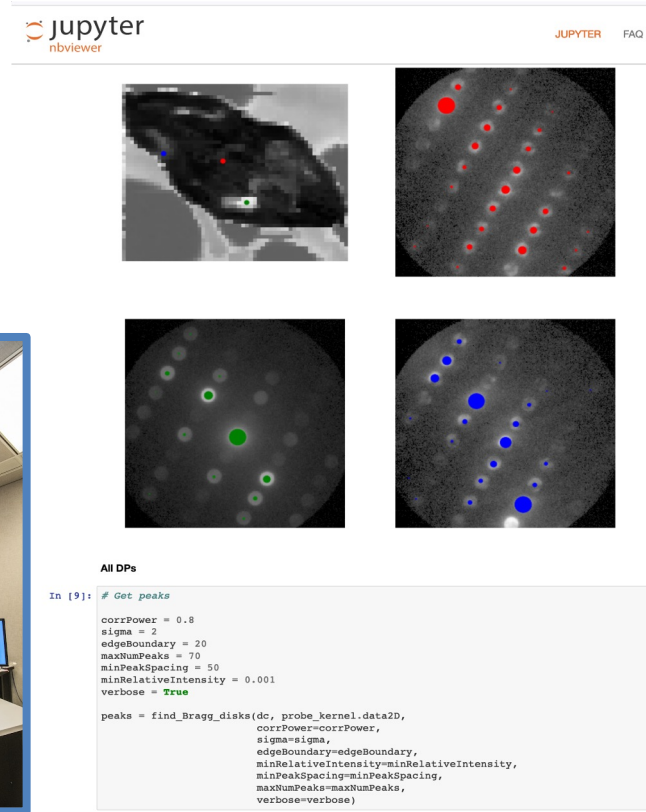 jupyter
nbviewer
JUPYTER FAQ
All DPs
In [9]: # Get peaks
corrPower = 0.8
sigma = 2
edgeBoundary = 20
maxNumPeaks = 70
minPeakSpacing = 50
minRelativeIntensity = 0.001
verbose = True
peaks = find_Bragg_disks(dc, probe_kernel.data2D,
corrPower=corrPower,
sigma=sigma,
edgeBoundary=edgeBoundary,
minRelativeIntensity=minRelativeIntensity,
minPeakSpacing=minPeakSpacing,
maxNumPeaks=maxNumPeaks,
verbose=verbose)